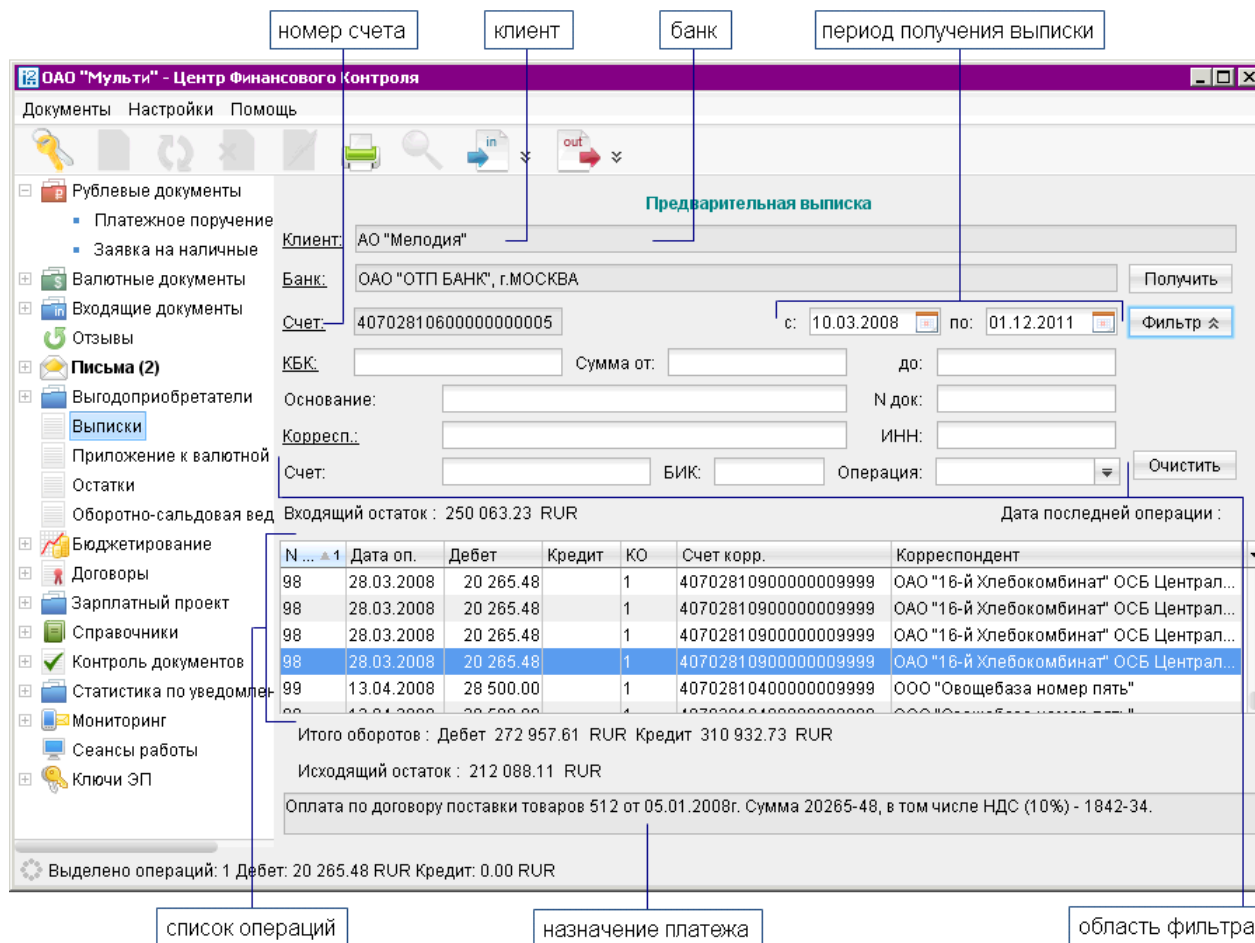 номер счета клиент банк период получения выписки
ОАО "Мульти" - Центр Финансового Контроля
Документы Настройки Помощь
in out
Рублевые документы
Платежное поручение
Заявка на наличные
Валютные документы
Входящие документы
Отзывы
Письма (2)
Выгодоприобретатели
Выписки
Приложение к валютной
Остатки
Оборотно-сальдовая вед
Бюджетирование
Договоры
Зарплатный проект
Справочники
Контроль документов
Статистика по уведомлен
Мониторинг
Сеансы работы
Ключи ЭП
Предварительная выписка
Клиент: АО "Мелодия"
Банк: ОАО "ОТП БАНК", г.МОСКВА Получить
Счет: 40702810600000000005 с: 10.03.2008 по: 01.12.2011 Фильтр
КБК: Сумма от: до:
Основание: N док:
Корресп.: ИНН:
Счет: БИК: Операция: Очистить
Входящий остаток : 250 063.23 RUR Дата последней операции :
N ... 1 Дата оп. Дебет Кредит КО Счет корр. Корреспондент
98 28.03.2008 20 265.48 1 40702810900000009999 ОАО "16-й Хлебокомбинат" ОСБ Централ...
98 28.03.2008 20 265.48 1 40702810900000009999 ОАО "16-й Хлебокомбинат" ОСБ Централ...
98 28.03.2008 20 265.48 1 40702810900000009999 ОАО "16-й Хлебокомбинат" ОСБ Централ...
98 28.03.2008 20 265.48 1 40702810900000009999 ОАО "16-й Хлебокомбинат" ОСБ Централ...
99 13.04.2008 28 500.00 1 40702810400000009999 ООО "Овощебаза номер пять"
Итого оборотов : Дебет 272 957.61 RUR Кредит 310 932.73 RUR
Исходящий остаток : 212 088.11 RUR
Оплата по договору поставки товаров 512 от 05.01.2008г. Сумма 20265-48, в том числе НДС (10%) - 1842-34.
Выделено операций: 1 Дебет: 20 265.48 RUR Кредит: 0.00 RUR
список операций назначение платежа область фильтра